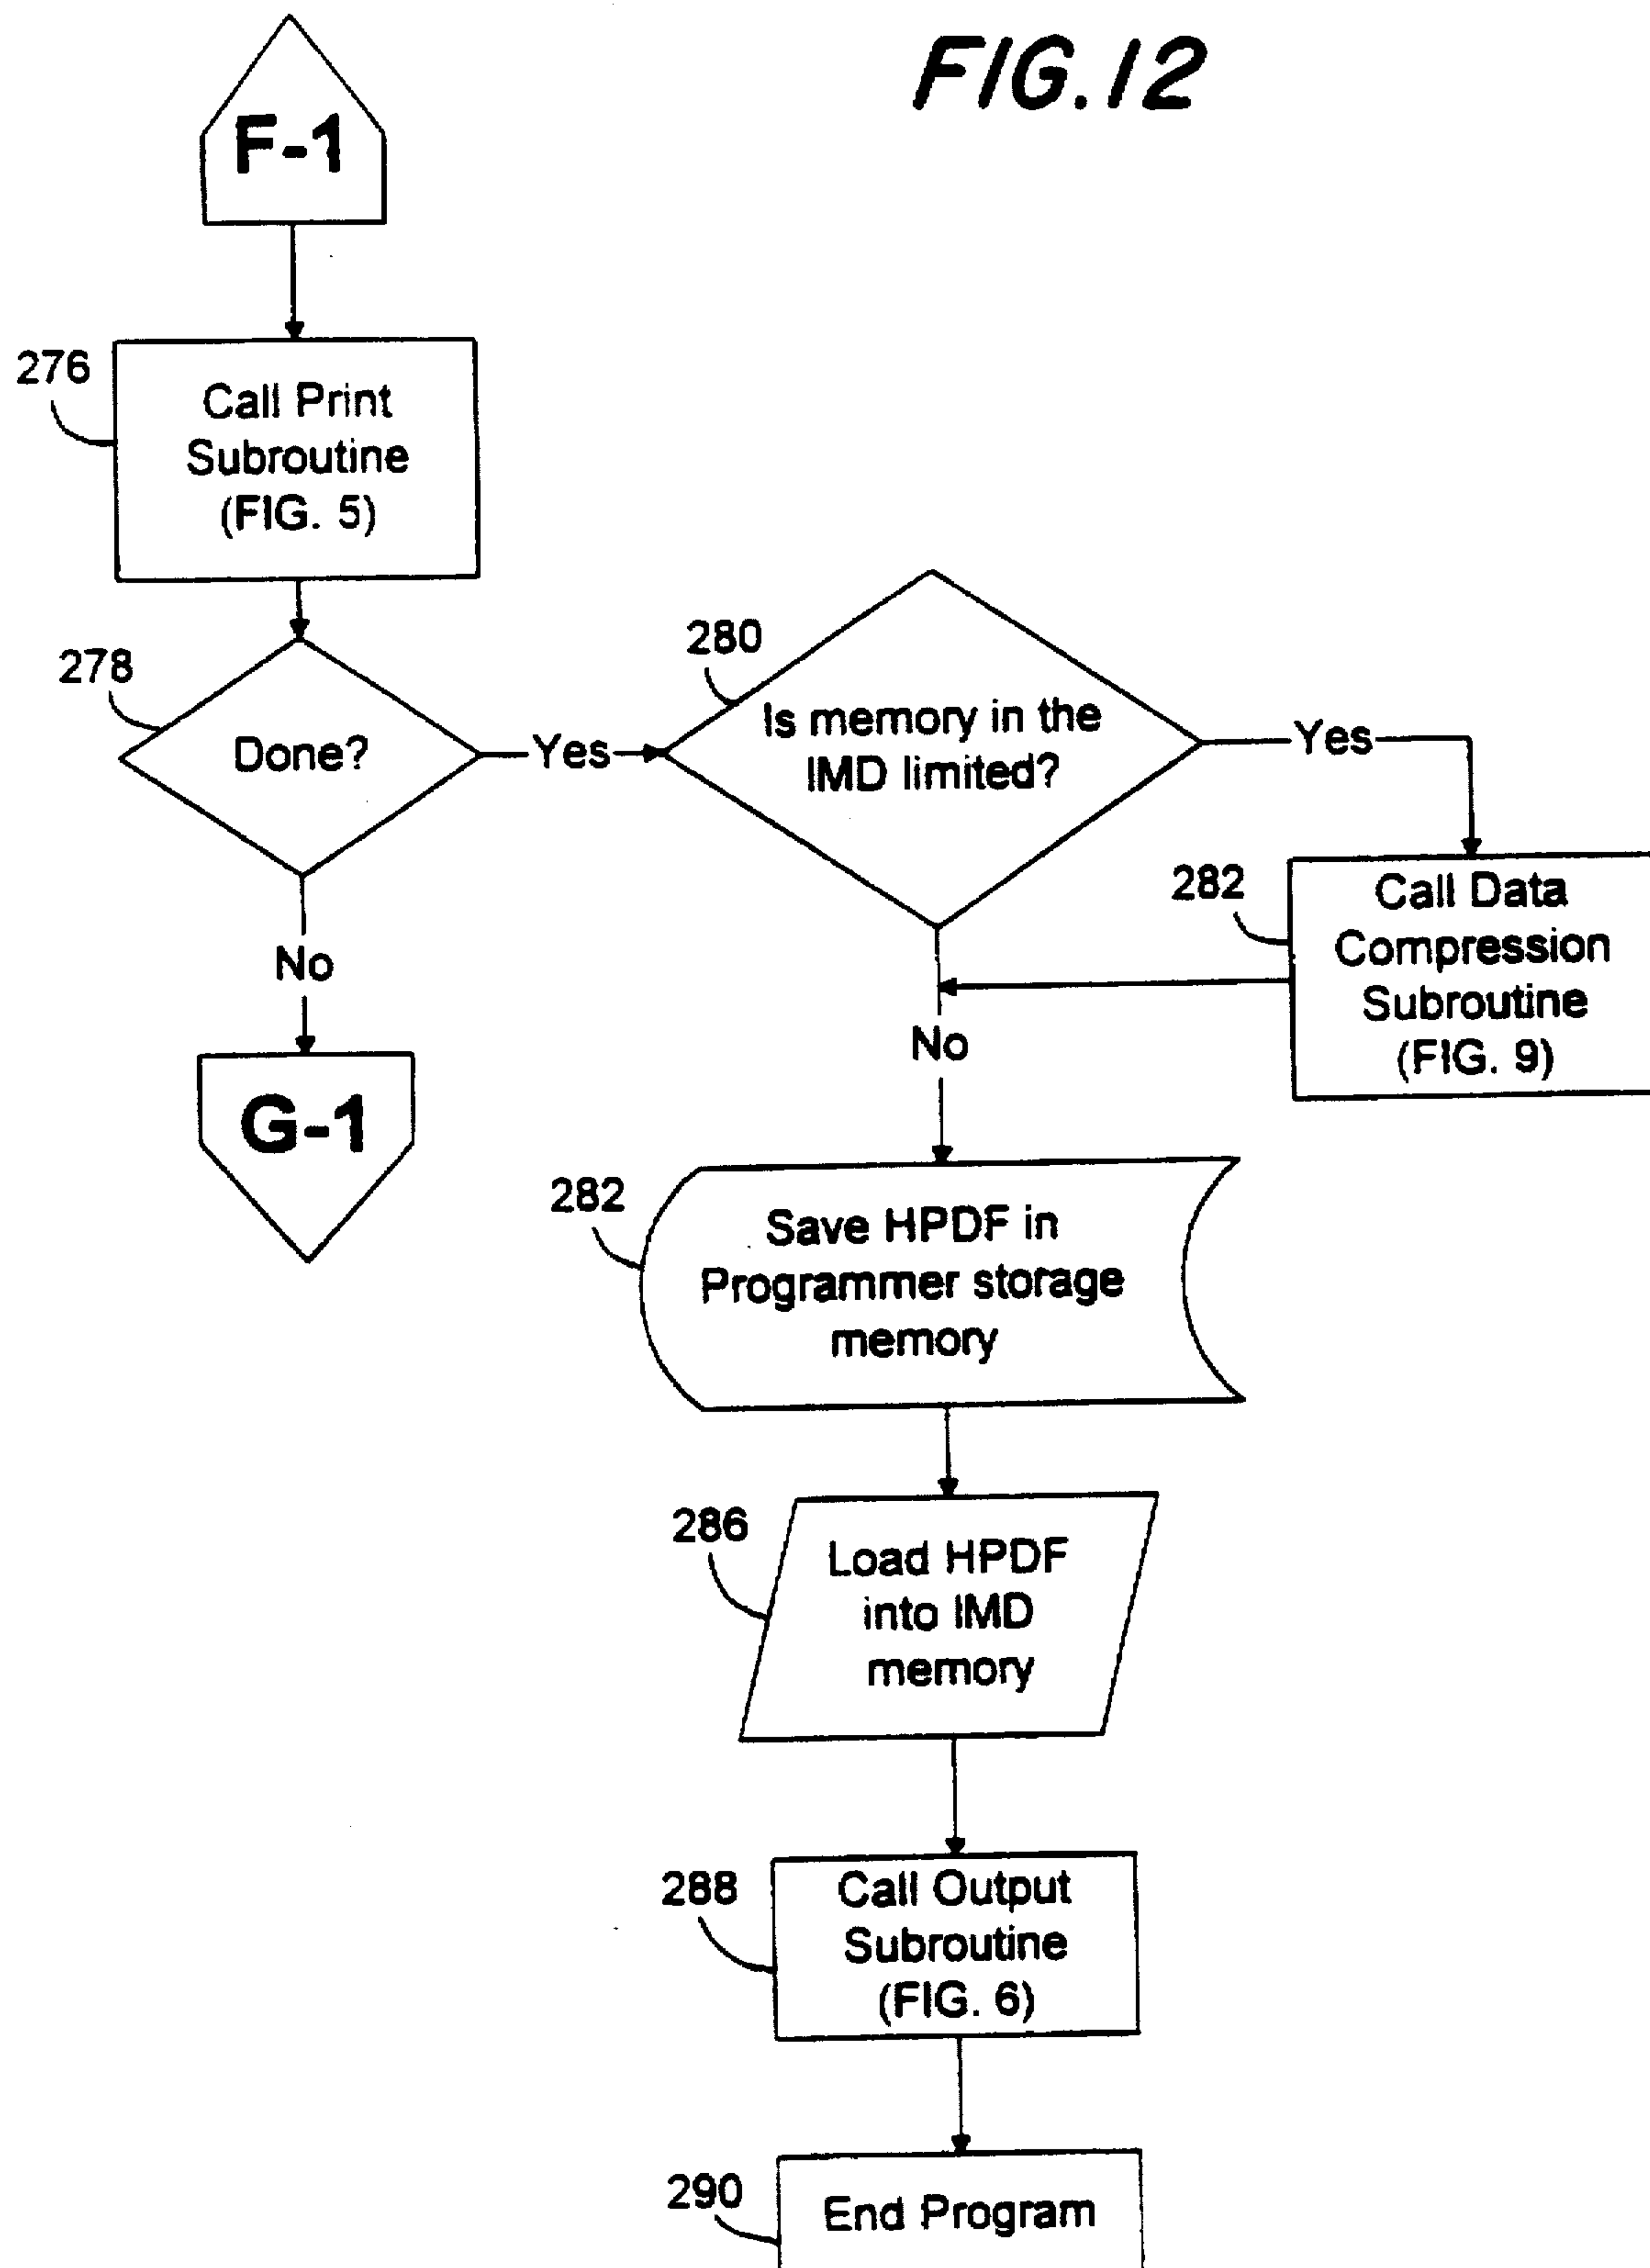 FIG.12
F-1
276
Call Print
Subroutine
(FIG. 5)
278
Done?
Yes
280
Is memory in the
IMD limited?
Yes
No
G-1
282
Call Data
Compression
Subroutine
(FIG. 9)
No
282
Save HPDF in
Programmer storage
memory
286
Load HPDF
into IMD
memory
288
Call Output
Subroutine
(FIG. 6)
290
End Program